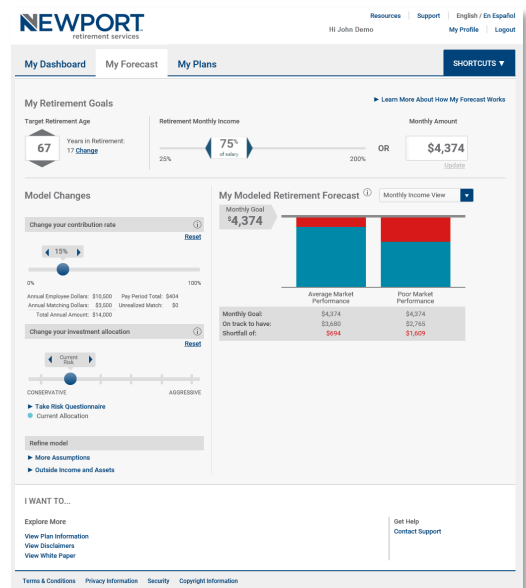 NEWPORT
retirement services
Resources Support English / En Español
Hi John Demo My Profile Logout
My Dashboard My Forecast My Plans SHORTCUTS ▼
My Retirement Goals
► Learn More About How My Forecast Works
Target Retirement Age Retirement Monthly Income Monthly Amount
67
Years in Retirement:
17 Change
75%
of salary
25% 200%
OR
$4,374
Update
Model Changes
My Modeled Retirement Forecast ⓘ Monthly Income View ▼
Change your contribution rate ⓘ
Reset
15%
0% 100%
Annual Employee Dollars: $10,500 Pay Period Total: $404
Annual Matching Dollars: $3,500 Unrealized Match: $0
Total Annual Amount: $14,000
Change your investment allocation ⓘ
Reset
Current
Risk
CONSERVATIVE AGGRESSIVE
► Take Risk Questionnaire
Current Allocation
Refine model
► More Assumptions
► Outside Income and Assets
Monthly Goal
$4,374
Average Market
Performance
Poor Market
Performance
Monthly Goal: $4,374 $4,374
On track to have: $3,680 $2,765
Shortfall of: $694 $1,609
I WANT TO...
Explore More
View Plan Information
View Disclaimers
View White Paper
Get Help
Contact Support
Terms & Conditions Privacy Information Security Copyright Information